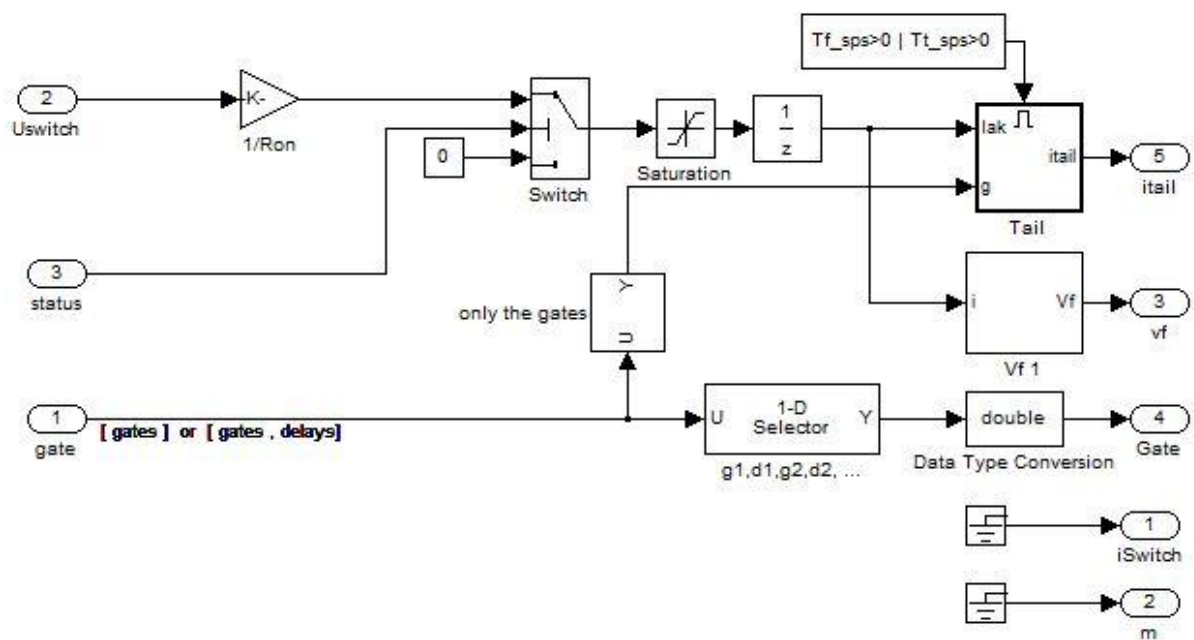 Tf_sps>0 | Tt_sps>0
2
Uswitch
K-
1/Ron
0
Switch
Saturation
1
z
Iak
g
itail
Tail
5
itail
3
status
only the gates
Y
U
i
Vf
Vf 1
3
vf
1
gate
[ gates ] or [ gates , delays]
U
1-D
Selector
Y
g1,d1,g2,d2, ...
double
Data Type Conversion
4
Gate
1
iSwitch
2
m